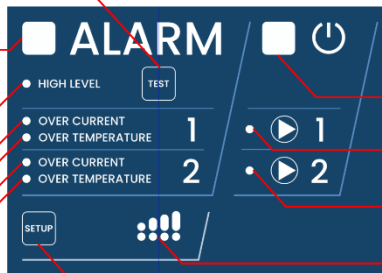 ALARM
HIGH LEVEL
TEST
OVER CURRENT
OVER TEMPERATURE
1
1
OVER CURRENT
OVER TEMPERATURE
2
2
SETUP